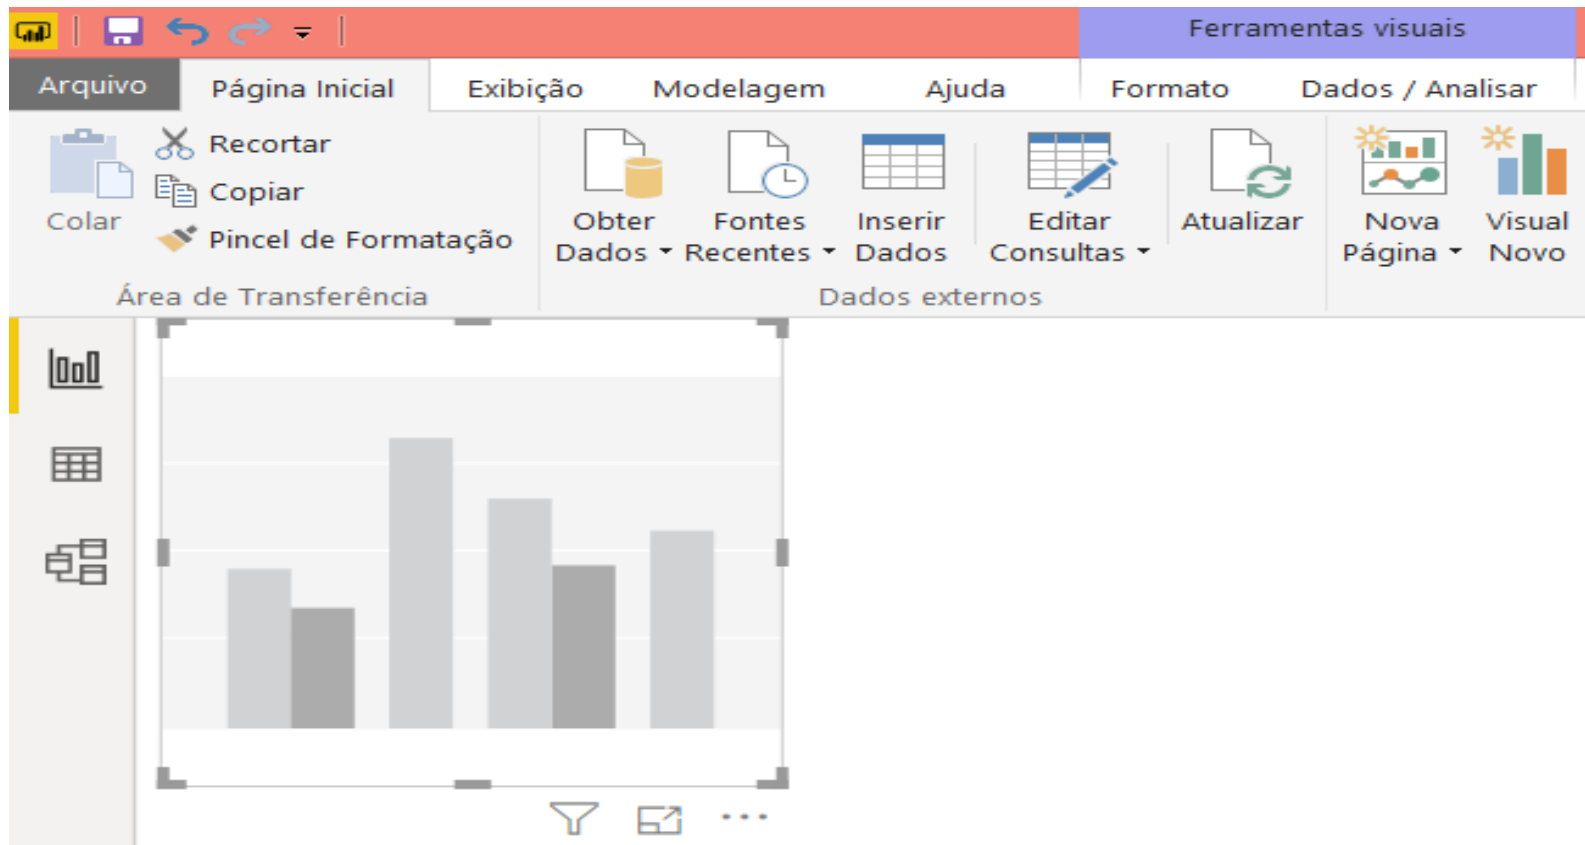 Ferramentas visuais
Arquivo Página Inicial Exibição Modelagem Ajuda Formato Dados / Analisar
Colar
Recortar
Copiar
Pincel de Formatação
Área de Transferência
Obter
Dados
Fontes
Recentes
Inserir
Dados
Editar
Consultas
Atualizar
Dados externos
Nova
Página
Visual
Novo